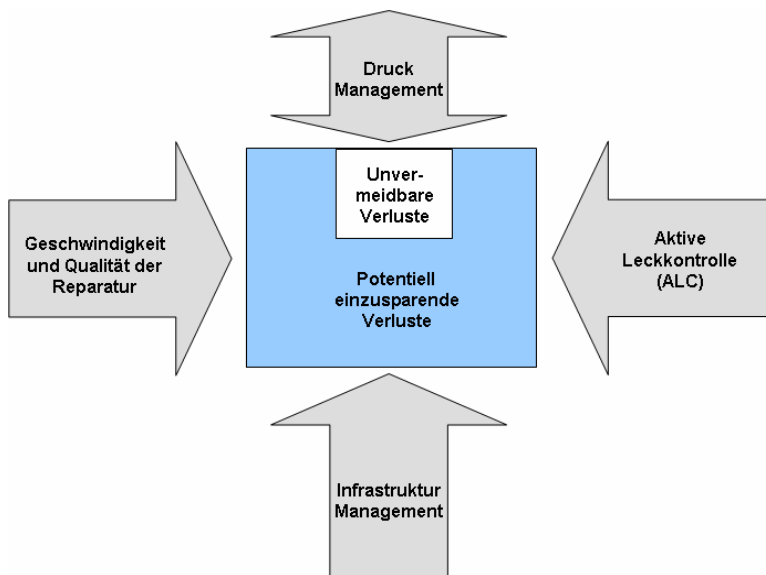 Druck
Management
Unver-
meidbare
Verluste
Geschwindigkeit
und Qualität der
Reparatur
Potentiell
einzusparende
Verluste
Aktive
Leckkontrolle
(ALC)
Infrastruktur
Management